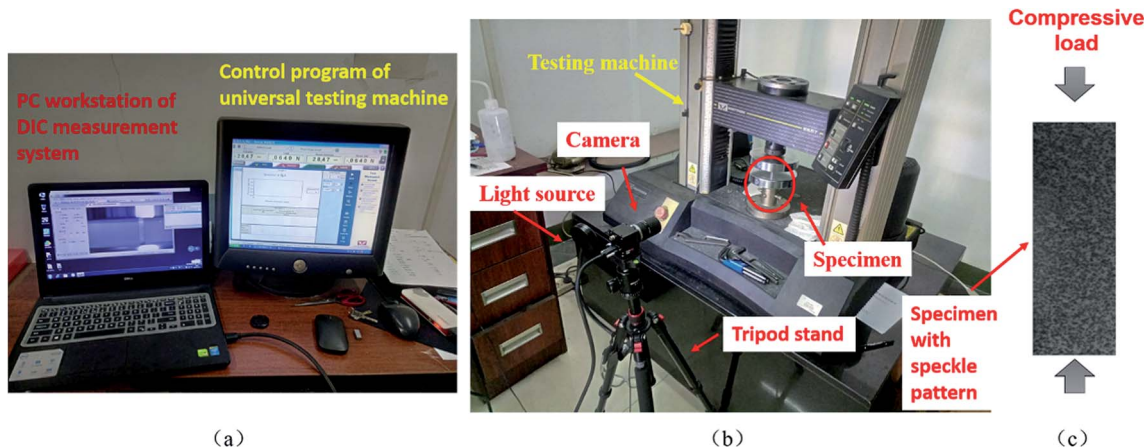 PC workstation of
DIC measurement
system
Control program of
universal testing machine
DELL
(a)
Testing machine
Camera
Light source
Specimen
Tripod stand
Specimen
with
speckle
pattern
(b)
Compressive
load
(c)